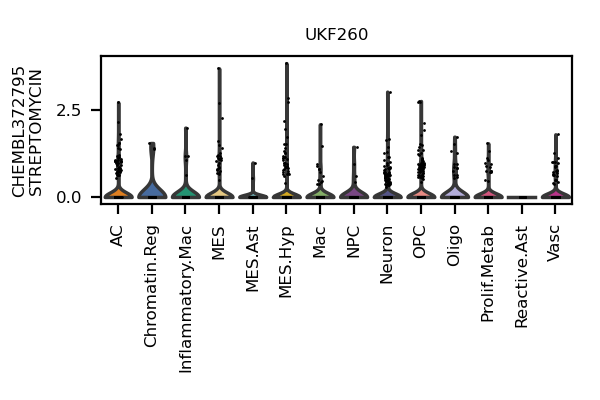 UKF260
CHEMBL372795
STREPTOMYCIN
2.5
0.0
AC
Chromatin.Reg
Inflammatory.Mac
MES
MES.Ast
MES.Hyp
Mac
NPC
Neuron
OPC
Oligo
Prolif.Metab
Reactive.Ast
Vasc